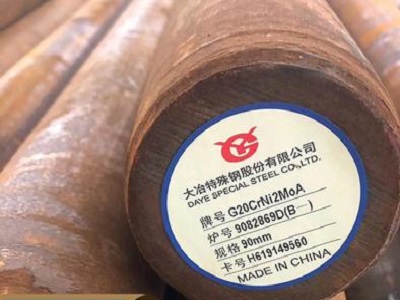 大冶特殊钢股份有限公司
DAYE SPECIAL STEEL CO.,LTD.
牌号 G20CrNi2MoA
炉号 9082869D(B一)
规格 90mm
卡号 H619149560
MADE IN CHINA